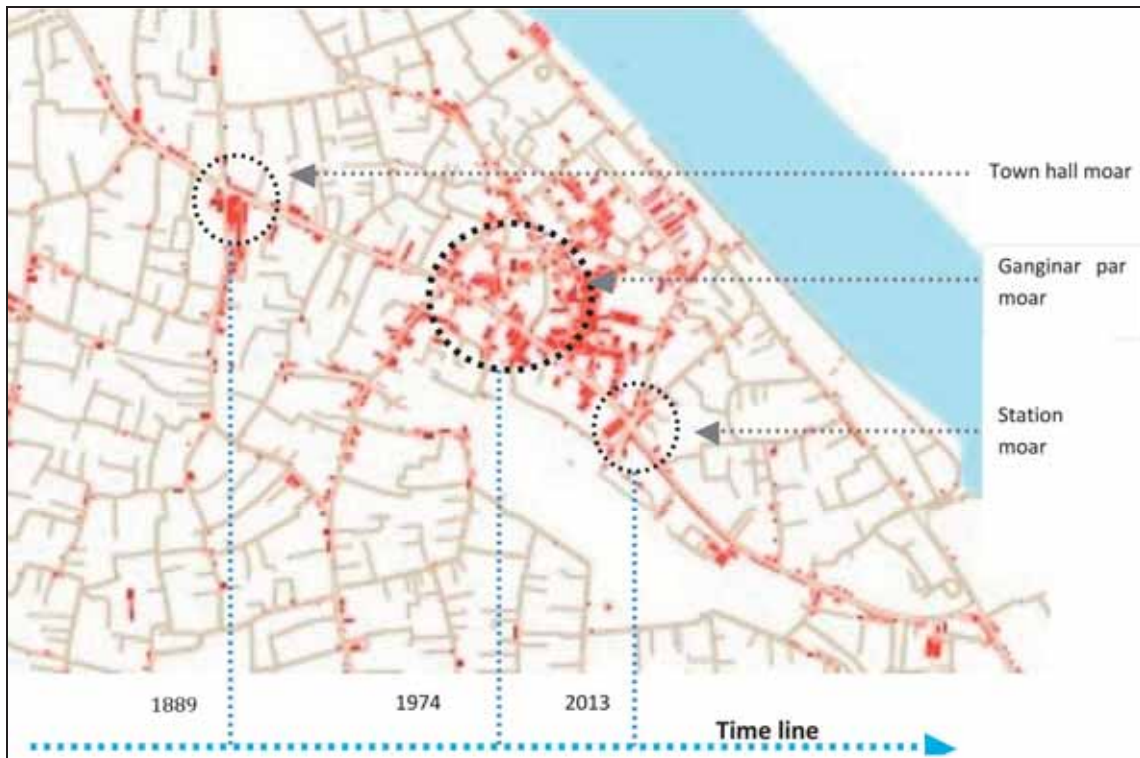 Town hall moar
Ganginar par
moar
Station
moar
1889
1974
2013
Time line